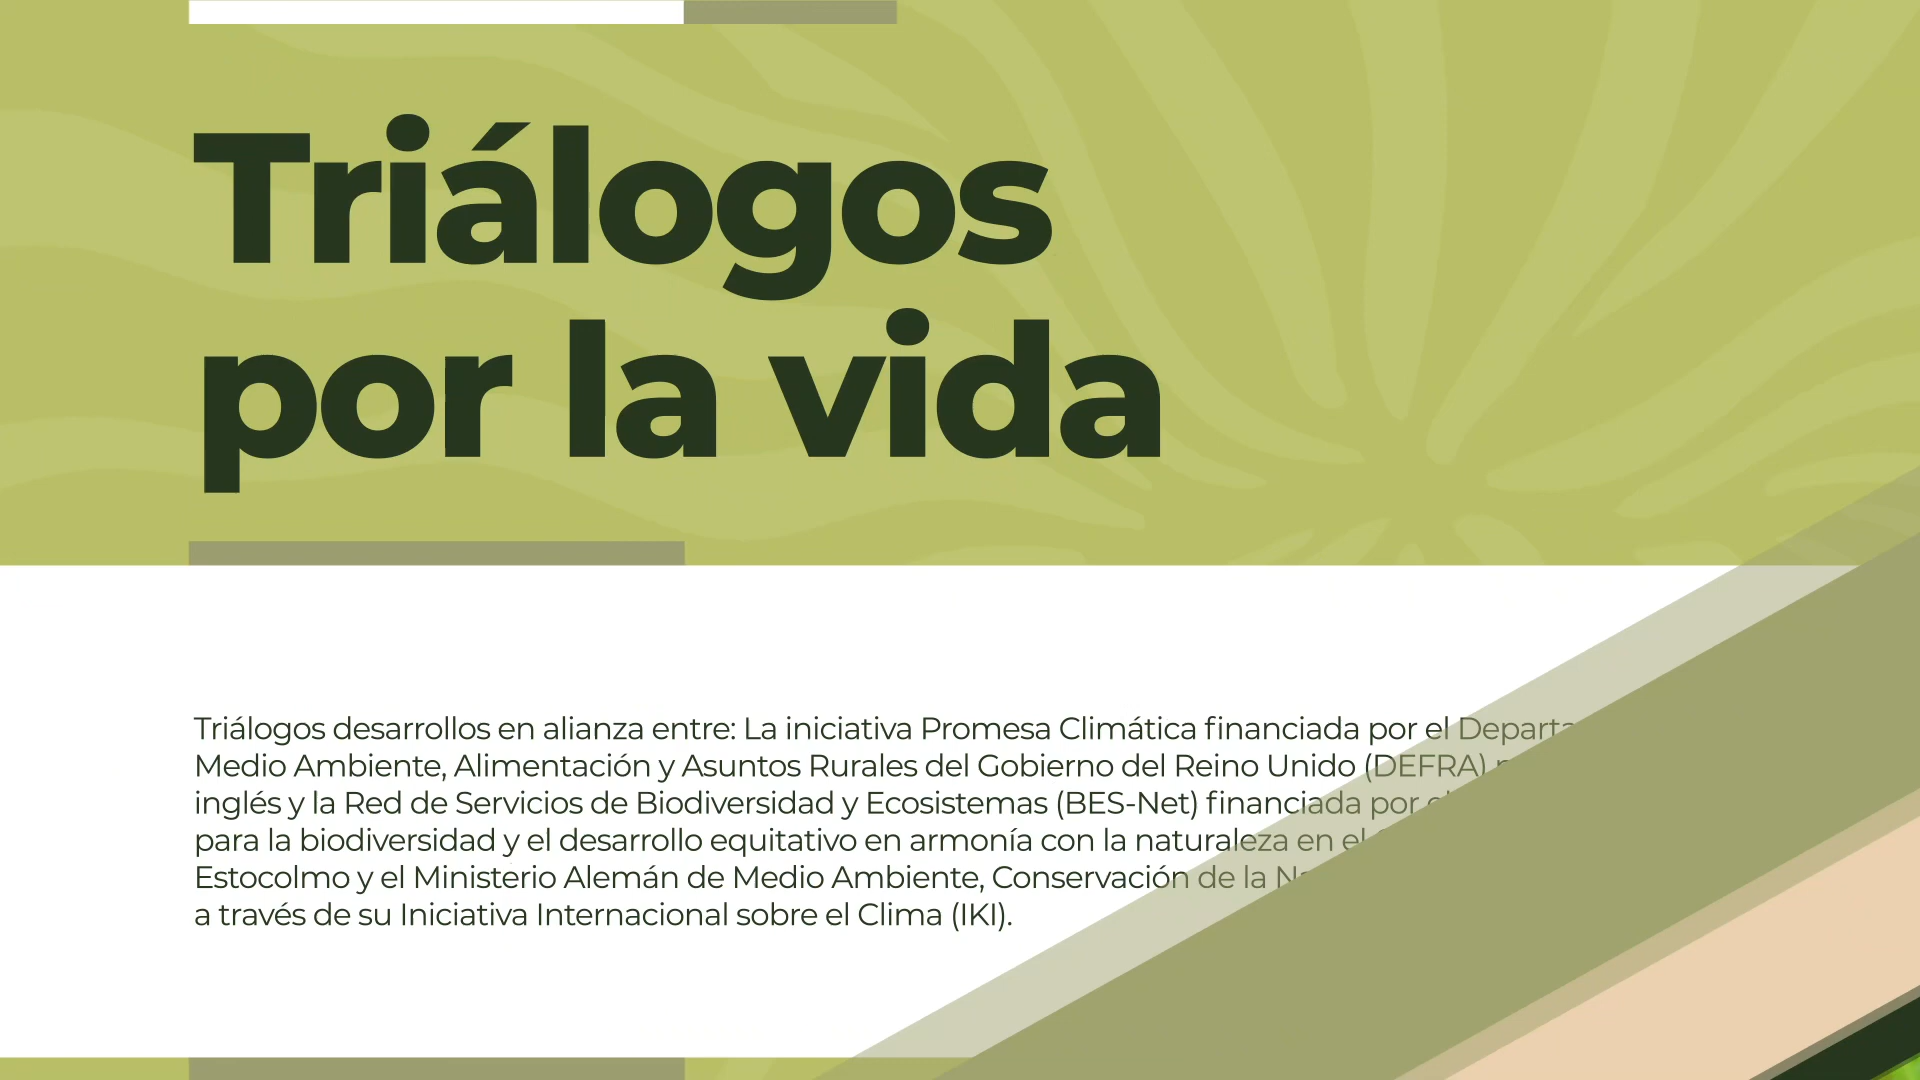 Triálogos
por la vida
Triálogos desarrollos en alianza entre: La iniciativa Promesa Climática financiada por el
Medio Ambiente, Alimentación y Asuntos Rurales del Gobierno del Reino Unido (DEFRA)
inglés y la Red de Servicios de Biodiversidad y Ecosistemas (BES-Net) financiada por
para la biodiversidad y el desarrollo equitativo en armonía con la naturaleza en el
Estocolmo y el Ministerio Alemán de Medio Ambiente, Conservación de la
a través de su Iniciativa Internacional sobre el Clima (IKI).